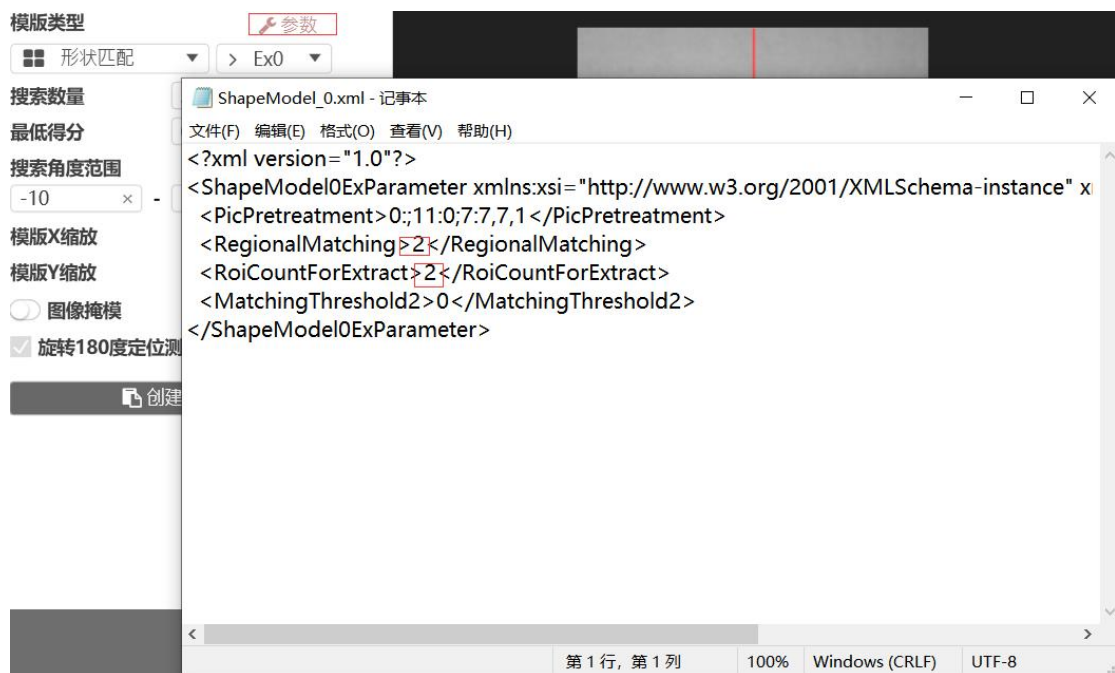 模版类型
参数
形状匹配
> Ex0
搜索数量
最低得分
搜索角度范围
-10 × -
模版X缩放
模版Y缩放
图像掩模
旋转180度定位测
创建
ShapeModel_0.xml - 记事本
文件(F) 编辑(E) 格式(O) 查看(V) 帮助(H)
<?xml version="1.0"?>
<ShapeModel0ExParameter xmlns:xsi="http://www.w3.org/2001/XMLSchema-instance" x
<PicPretreatment>0:;11:0;7:7,7,1</PicPretreatment>
<RegionalMatching>2</RegionalMatching>
<RoiCountForExtract>2</RoiCountForExtract>
<MatchingThreshold2>0</MatchingThreshold2>
</ShapeModel0ExParameter>
第 1 行，第 1 列 100% Windows (CRLF) UTF-8